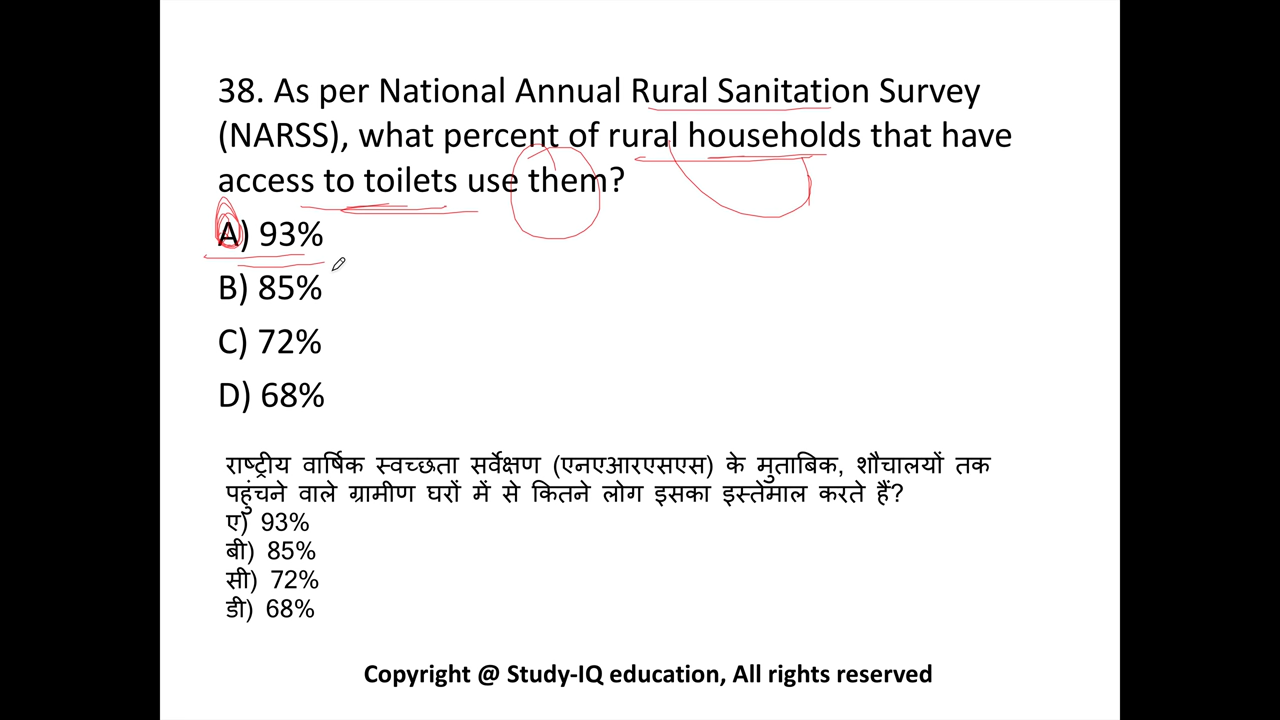 38. As per National Annual Rural Sanitation Survey
(NARSS), what percent of rural households that have
access to toilets use them?
A) 93%
B) 85%
C) 72%
D) 68%
राष्ट्रीय वार्षिक स्वच्छता सर्वेक्षण (एनएआरएसएस) के मुताबिक, शौचालयों तक
पहुंचने वाले ग्रामीण घरों में से कितने लोग इसका इस्तेमाल करते हैं?
ए) 93%
बी) 85%
सी) 72%
डी) 68%
Copyright @ Study-IQ education, All rights reserved